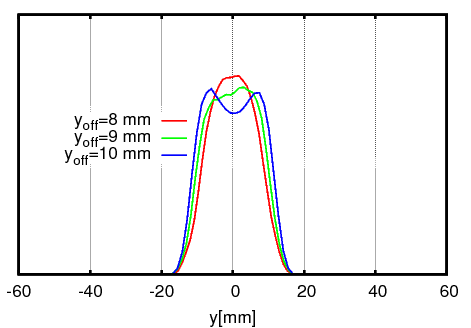 y_off=8 mm
y_off=9 mm
y_off=10 mm
-60 -40 -20 0 20 40 60
y[mm]